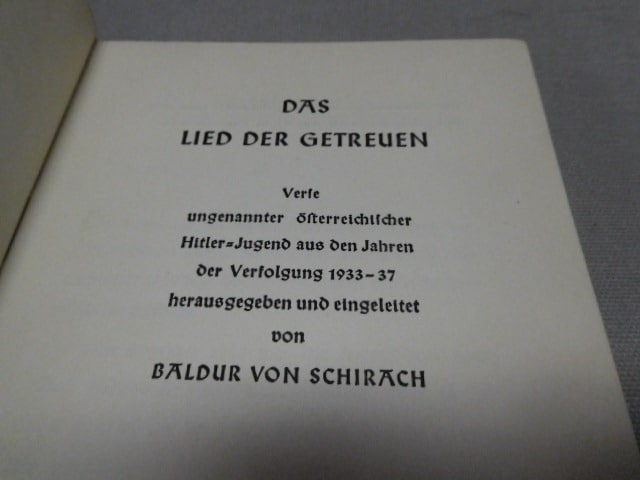 DAS
LIED DER GETREUEN
Verſe
ungenannter öſterreichiſcher
Hitler-Jugend aus den Jahren
der Verfolgung 1933-37
herausgegeben und eingeleitet
von
BALDUR VON SCHIRACH